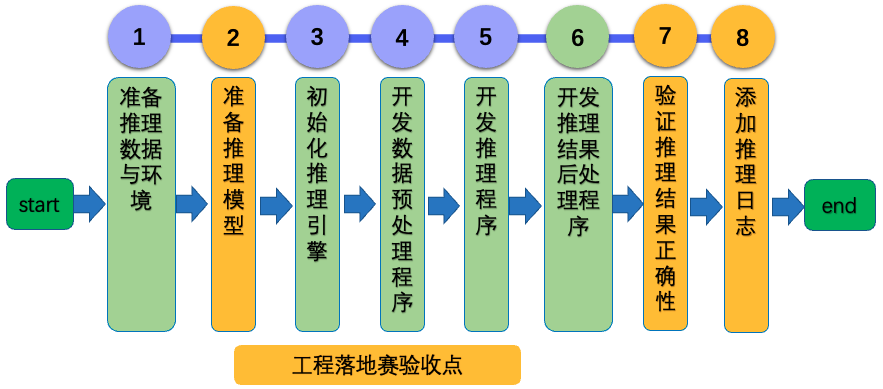 1
2
3
4
5
6
7
8
start
准备
推理
数据
与环
境
准
备
推
理
模
型
初
始
化
推
理
引
擎
开
发
数
据
预
处
理
程
序
开
发
推
理
程
序
开发
推理
结果
后处
理程
序
验
证
推
理
结
果
正
确
性
添
加
推
理
日
志
end
工程落地赛验收点